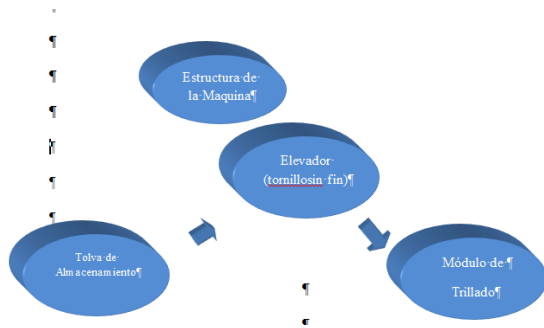 Estructura de
la Maquina¶
Elevador
(tornillosin fin)¶
Tolva de
Almacenamiento¶
Módulo de ¶
Trillado¶